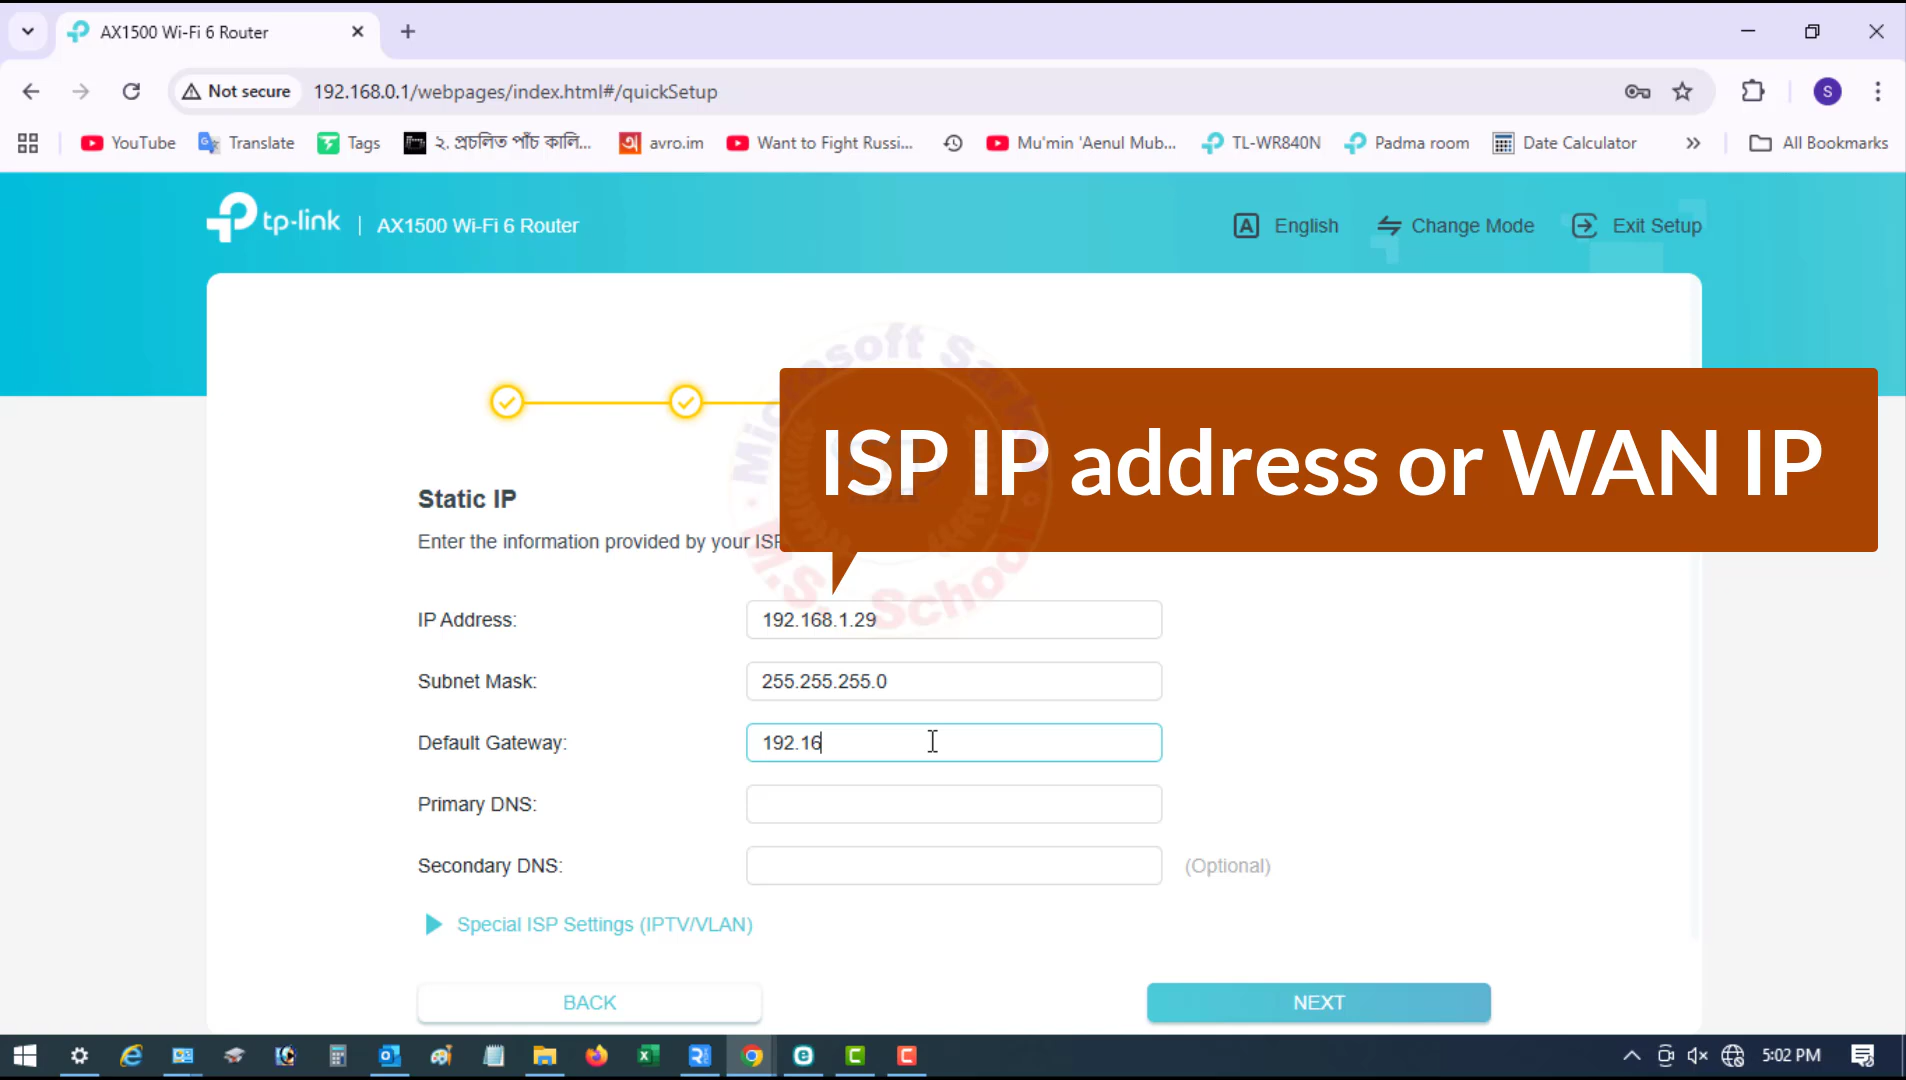 AX1500 Wi-Fi 6 Router
Not secure 192.168.0.1/webpages/index.html#/quickSetup S
YouTube Translate Tags ২. প্রচলিত পাঁচ কালি... avro.im Want to Fight Russi... Mu'min 'Aenul Mub... TL-WR840N Padma room Date Calculator » All Bookmarks
tp-link | AX1500 Wi-Fi 6 Router English Change Mode Exit Setup
ISP IP address or WAN IP
Microsoft Sarker
M.S. School
Static IP
Enter the information provided by your ISP
IP Address: 192.168.1.29
Subnet Mask: 255.255.255.0
Default Gateway: 192.16
Primary DNS:
Secondary DNS: (Optional)
Special ISP Settings (IPTV/VLAN)
BACK NEXT
5:02 PM